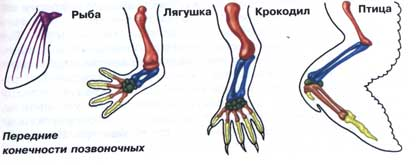 Рыба
Лягушка
Крокодил
Птица
Передние
конечности позвоночных